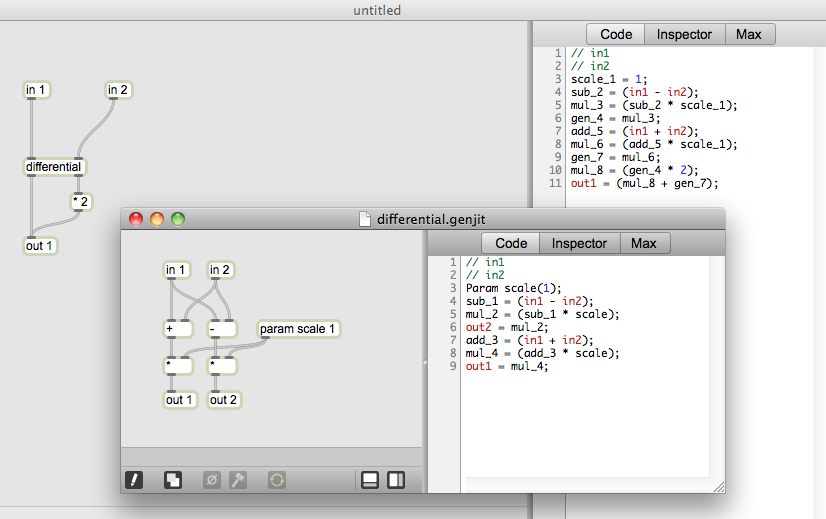 untitled
in 1
in 2
differential
* 2
out 1
Code Inspector Max
1 // in1
2 // in2
3 scale_1 = 1;
4 sub_2 = (in1 - in2);
5 mul_3 = (sub_2 * scale_1);
6 gen_4 = mul_3;
7 add_5 = (in1 + in2);
8 mul_6 = (add_5 * scale_1);
9 gen_7 = mul_6;
10 mul_8 = (gen_4 * 2);
11 out1 = (mul_8 + gen_7);
differential.genjit
in 1
in 2
+
-
param scale 1
*
*
out 1
out 2
Code Inspector Max
1 // in1
2 // in2
3 Param scale(1);
4 sub_1 = (in1 - in2);
5 mul_2 = (sub_1 * scale);
6 out2 = mul_2;
7 add_3 = (in1 + in2);
8 mul_4 = (add_3 * scale);
9 out1 = mul_4;